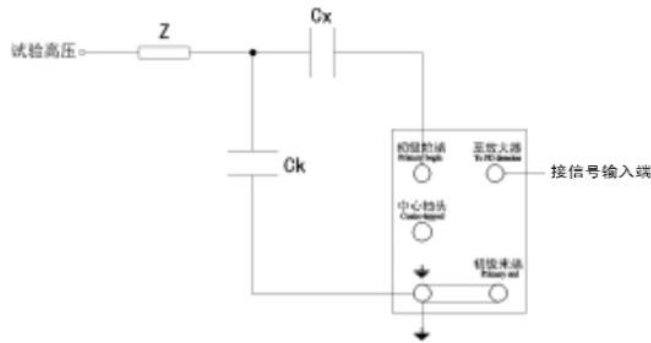 Cx
Z
试验高压
Ck
初级始端
至放大器
Primary begin
To PD detector
接信号输入端
中心抽头
Center-tapped
初级末端
Primary end